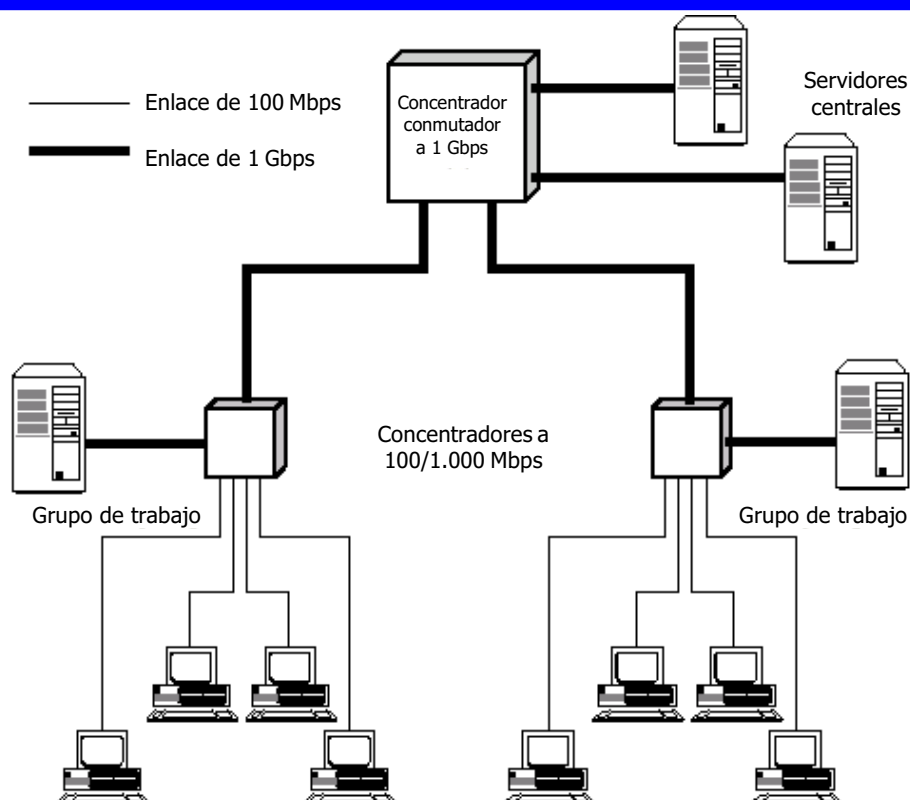 Enlace de 100 Mbps
Enlace de 1 Gbps
Concentrador
conmutador
a 1 Gbps
Servidores
centrales
Concentradores a
100/1.000 Mbps
Grupo de trabajo
Grupo de trabajo